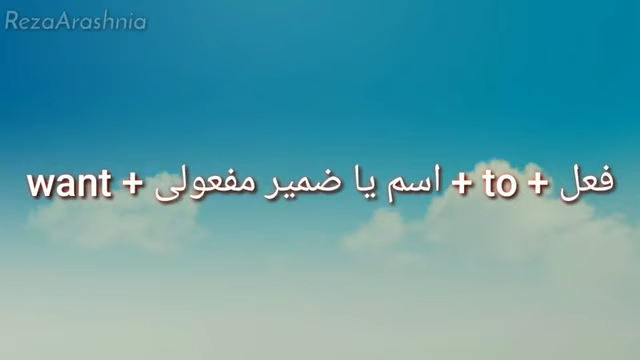 RezaArashnia
want + اسم یا ضمیر مفعولی + to + فعل